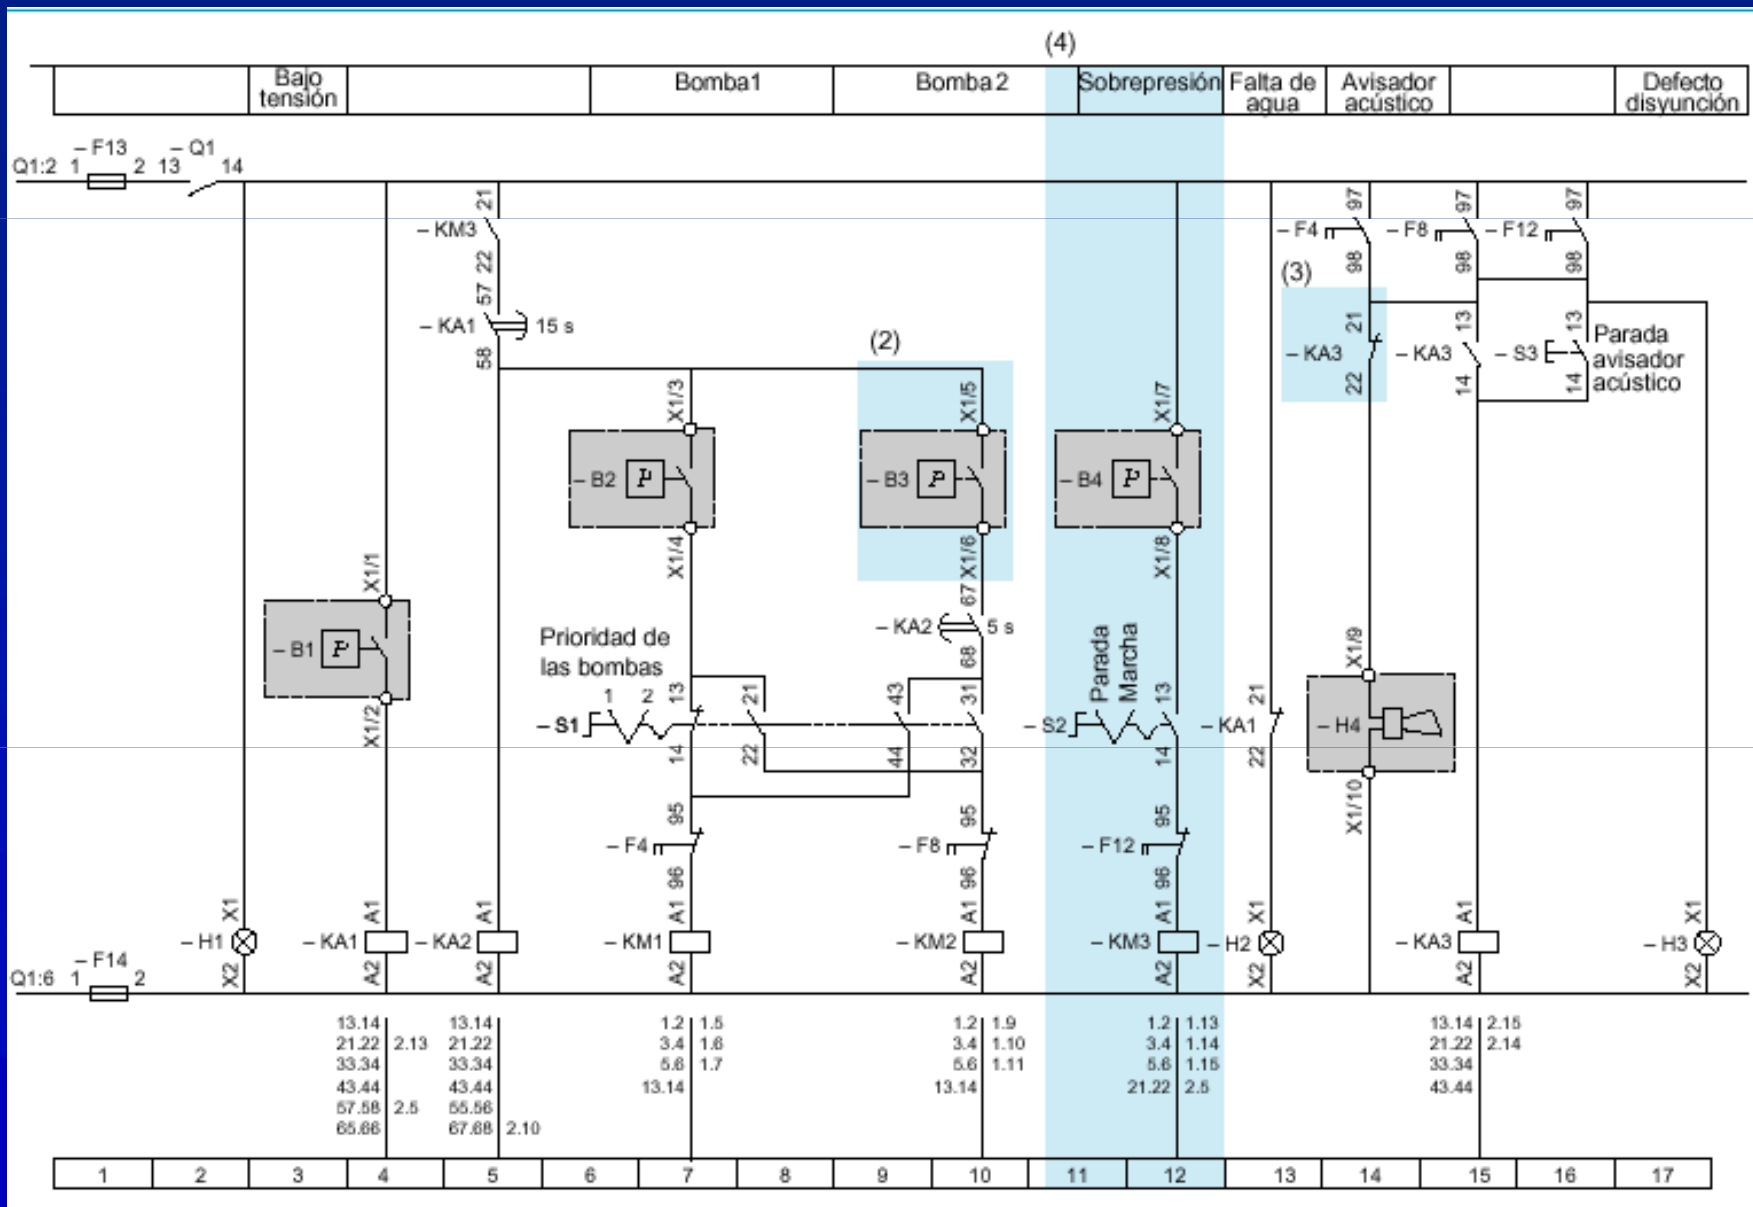 (4)
Bajo
tensión
Bomba1
Bomba 2
Sobrepresión
Falta de
agua
Avisador
acústico
Defecto
disyunción
– F13
– Q1
Q1:2 1 2 13 14
21
– KM3
22
57
– KA1 15 s
58
97 97 97
– F4 – F8 – F12
98 98 98
(3)
21 13 13
– KA3 – KA3 – S3
22 14 14
Parada
avisador
acústico
(2)
X1/3 X1/5 X1/7
– B2 P
– B3 P
– B4 P
X1/4 X1/6 X1/8
X1/1
– B1 P
X1/2
67
– KA2 5 s
68
Prioridad de
las bombas
1 2 13 21 43 31
– S1
14 22 44 32
Parada
Marcha
13
– S2
14
21
– KA1
22
X1/9
– H4
X1/10
95 95 95
– F4 – F8 – F12
96 96 96
X1 A1 A1 A1 A1 A1 X1 A1 X1
– H1 – KA1 – KA2 – KM1 – KM2 – KM3 – H2 – KA3 – H3
X2 A2 A2 A2 A2 A2 X2 A2 X2
– F14
Q1:6 1 2
13.14
21.22 2.13
33.34
43.44
57.58 2.5
65.66
13.14
21.22
33.34
43.44
55.56
67.68 2.10
1.2 1.5
3.4 1.6
5.6 1.7
13.14
1.2 1.9
3.4 1.10
5.6 1.11
13.14
1.2 1.13
3.4 1.14
5.6 1.15
21.22 2.5
13.14 2.15
21.22 2.14
33.34
43.44
1 2 3 4 5 6 7 8 9 10 11 12 13 14 15 16 17